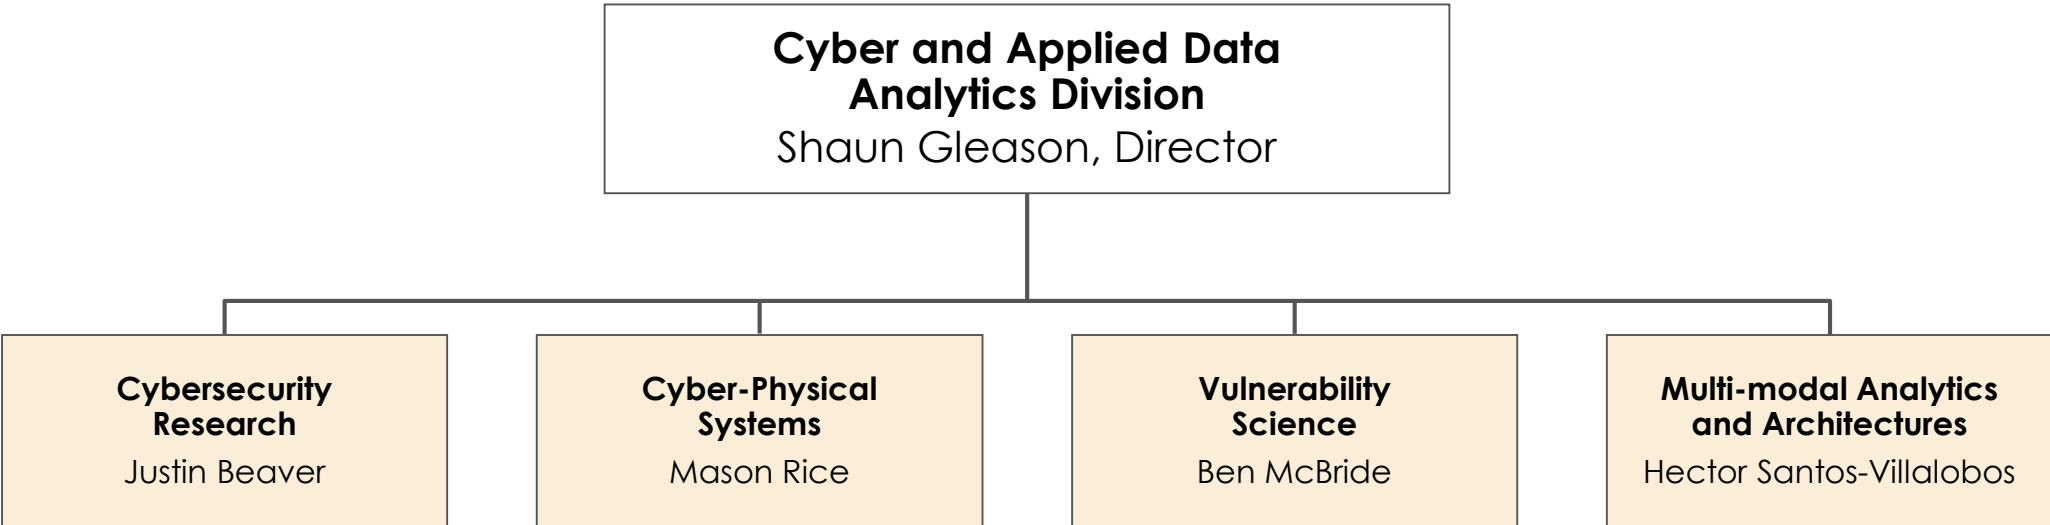 Cyber and Applied Data
Analytics Division
Shaun Gleason, Director
Cybersecurity
Research
Justin Beaver
Cyber-Physical
Systems
Mason Rice
Vulnerability
Science
Ben McBride
Multi-modal Analytics
and Architectures
Hector Santos-Villalobos